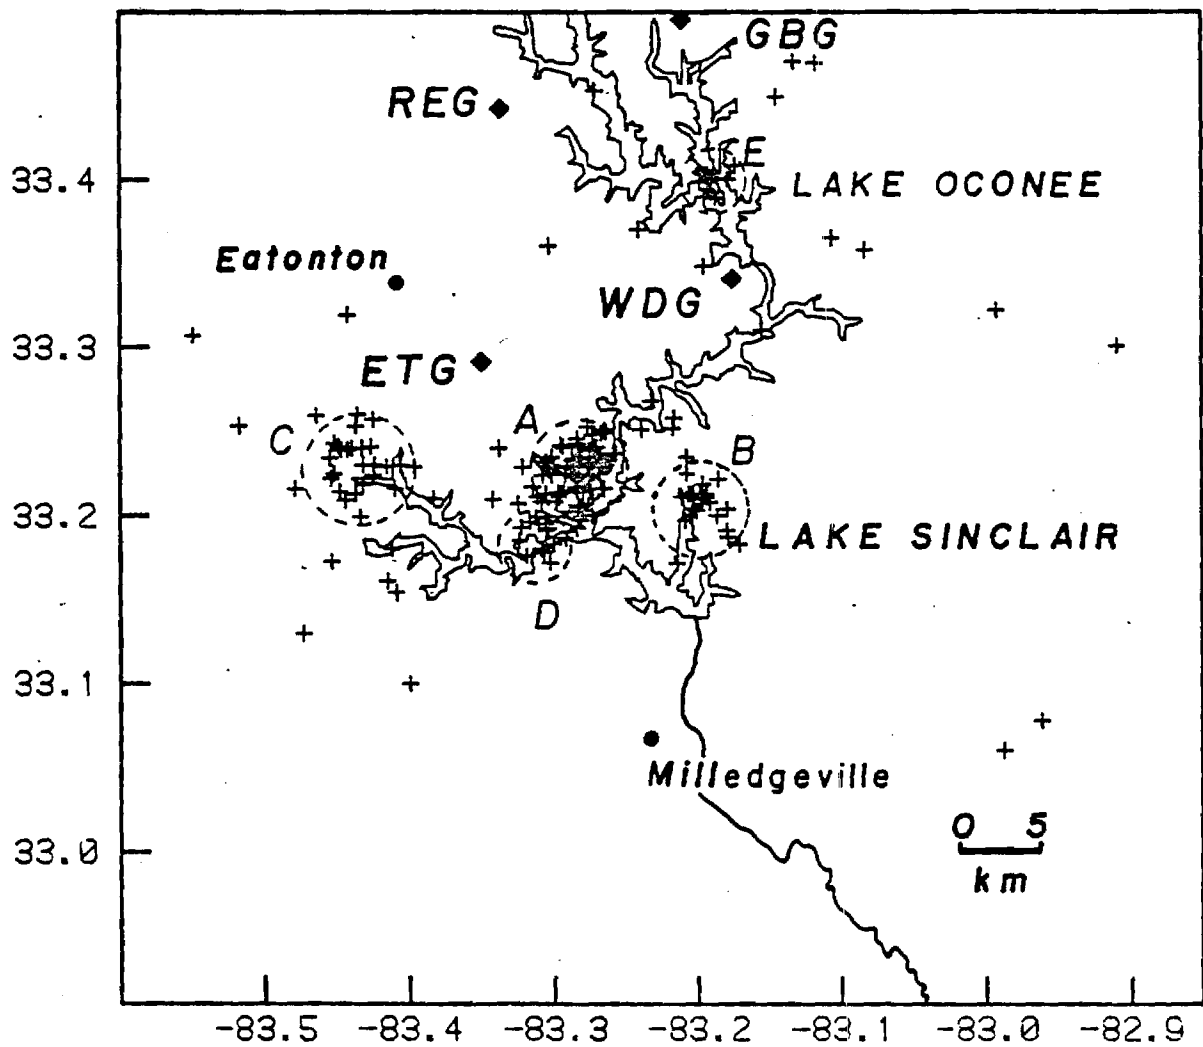 GBG
REG
E
33.4
LAKE OCONEE
Eatonton
WDG
33.3
ETG
A
C
B
33.2
LAKE SINCLAIR
D
33.1
Milledgeville
0 5
33.0
km
-83.5 -83.4 -83.3 -83.2 -83.1 -83.0 -82.9